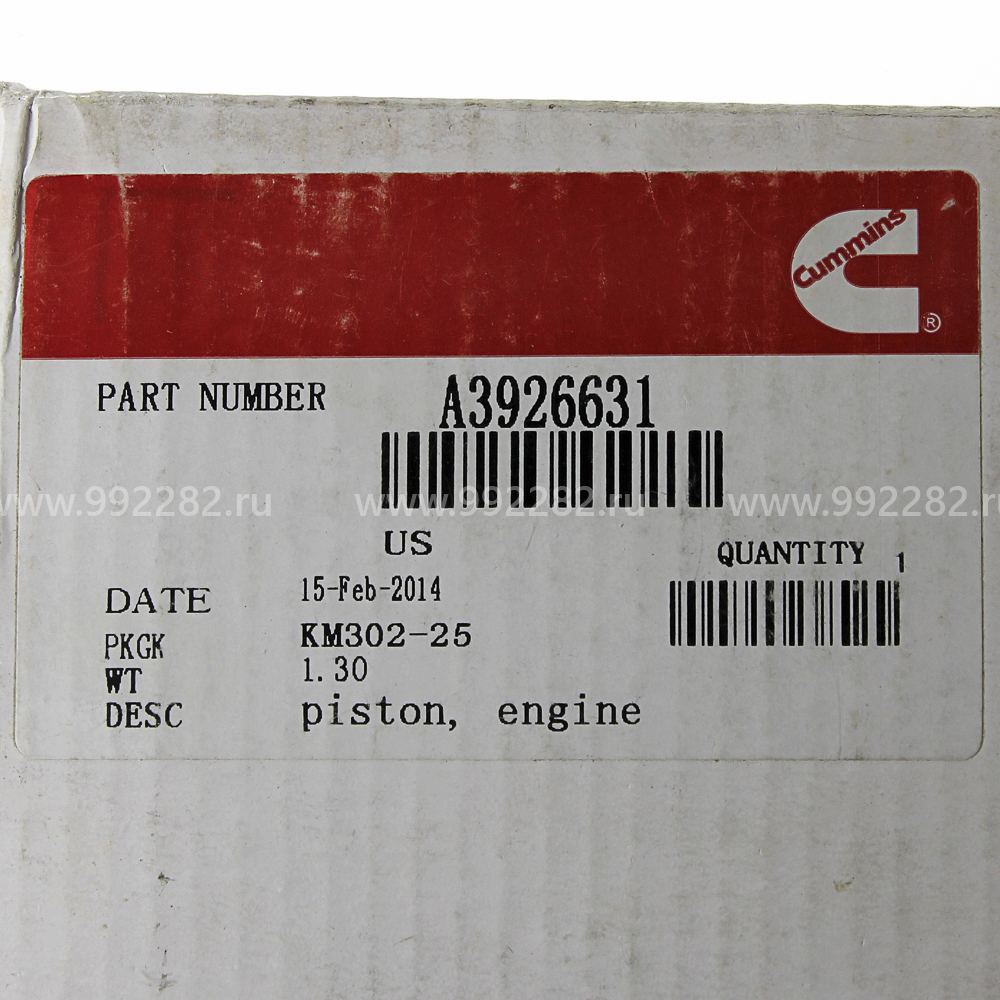 Cummins
®
PART NUMBER A3926631
www.992282.ru www.992282.ru www.992282.ru
US
QUANTITY 1
DATE 15-Feb-2014
PKGK KM302-25
WT 1.30
DESC piston, engine